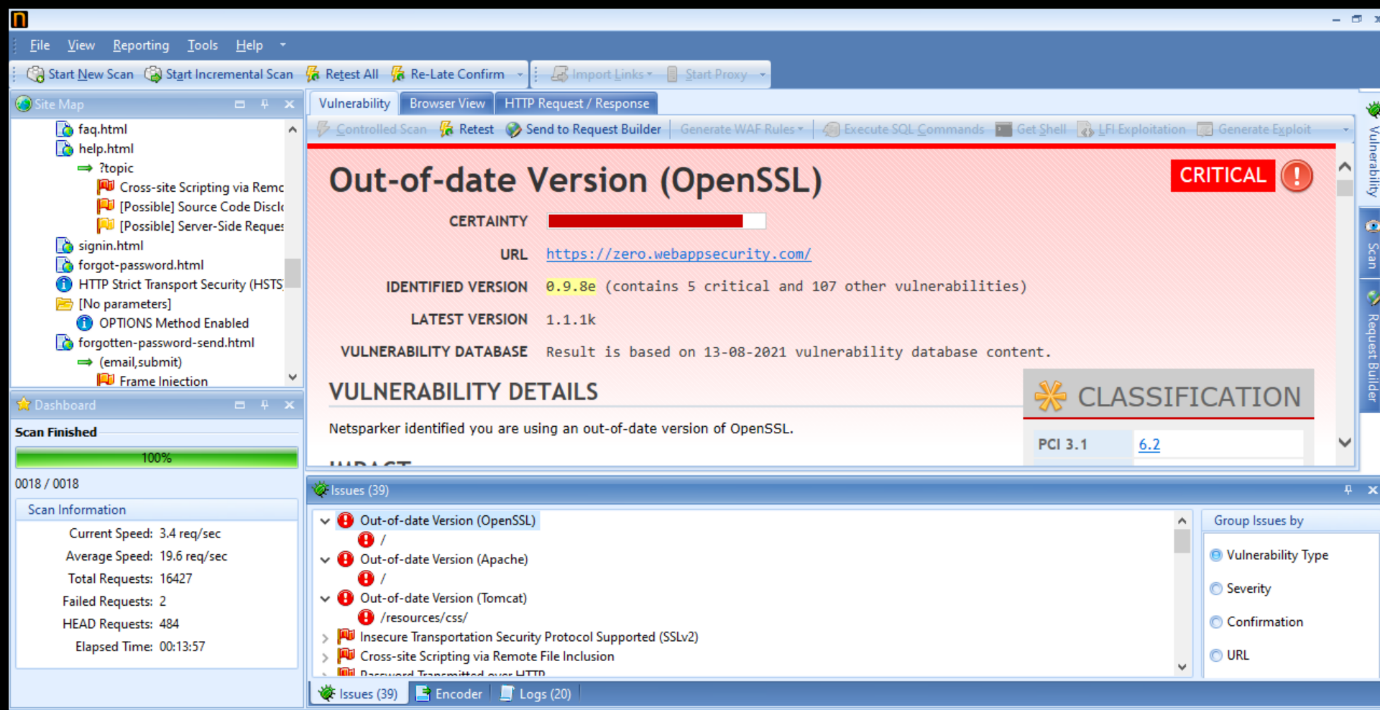 File View Reporting Tools Help
Start New Scan Start Incremental Scan Retest All Re-Late Confirm Import Links Start Proxy
Site Map
faq.html
help.html
?topic
Cross-site Scripting via Remc
[Possible] Source Code Disclo
[Possible] Server-Side Reques
signin.html
forgot-password.html
HTTP Strict Transport Security (HSTS
[No parameters]
OPTIONS Method Enabled
forgotten-password-send.html
(email,submit)
Frame Injection
Dashboard
Scan Finished
100%
0018 / 0018
Scan Information
Current Speed: 3.4 req/sec
Average Speed: 19.6 req/sec
Total Requests: 16427
Failed Requests: 2
HEAD Requests: 484
Elapsed Time: 00:13:57
Vulnerability Browser View HTTP Request / Response
Controlled Scan Retest Send to Request Builder Generate WAF Rules Execute SQL Commands Get Shell LFI Exploitation Generate Exploit
Out-of-date Version (OpenSSL)
CRITICAL
CERTAINTY
URL https://zero.webappsecurity.com/
IDENTIFIED VERSION 0.9.8e (contains 5 critical and 107 other vulnerabilities)
LATEST VERSION 1.1.1k
VULNERABILITY DATABASE Result is based on 13-08-2021 vulnerability database content.
VULNERABILITY DETAILS
Netsparker identified you are using an out-of-date version of OpenSSL.
IMPACT
CLASSIFICATION
PCI 3.1 6.2
Issues (39)
Out-of-date Version (OpenSSL)
/
Out-of-date Version (Apache)
/
Out-of-date Version (Tomcat)
/resources/css/
Insecure Transportation Security Protocol Supported (SSLv2)
Cross-site Scripting via Remote File Inclusion
Password Transmitted over HTTP
Group Issues by
Vulnerability Type
Severity
Confirmation
URL
Issues (39) Encoder Logs (20)
Vulnerability
Scan
Request Builder